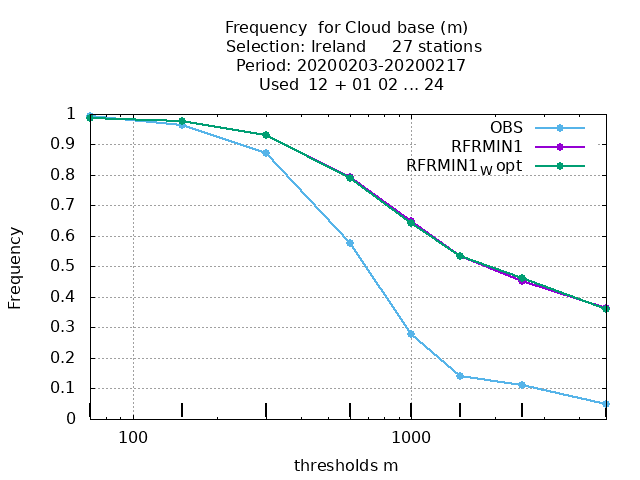 Frequency  for Cloud base (m)
Selection: Ireland     27 stations
Period: 20200203-20200217
Used  12 + 01 02 ... 24
OBS
RFRMIN1
RFRMIN1W opt
1
0.9
0.8
0.7
0.6
0.5
0.4
0.3
0.2
0.1
0
Frequency
100
1000
thresholds m